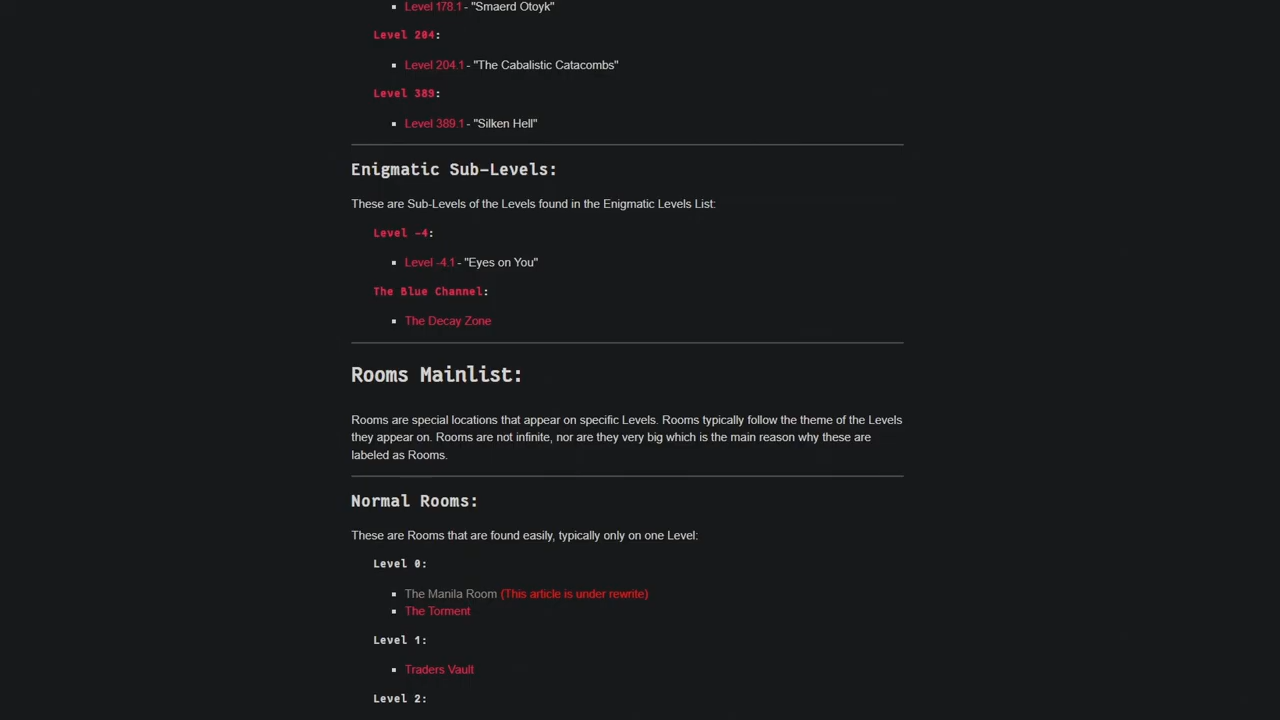 Level 178.1 - "Smaerd Otoyk"
Level 204:
Level 204.1 - "The Cabalistic Catacombs"
Level 389:
Level 389.1 - "Silken Hell"
Enigmatic Sub-Levels:
These are Sub-Levels of the Levels found in the Enigmatic Levels List:
Level -4:
Level -4.1 - "Eyes on You"
The Blue Channel:
The Decay Zone
Rooms Mainlist:
Rooms are special locations that appear on specific Levels. Rooms typically follow the theme of the Levels
they appear on. Rooms are not infinite, nor are they very big which is the main reason why these are
labeled as Rooms.
Normal Rooms:
These are Rooms that are found easily, typically only on one Level:
Level 0:
The Manila Room (This article is under rewrite)
The Torment
Level 1:
Traders Vault
Level 2: